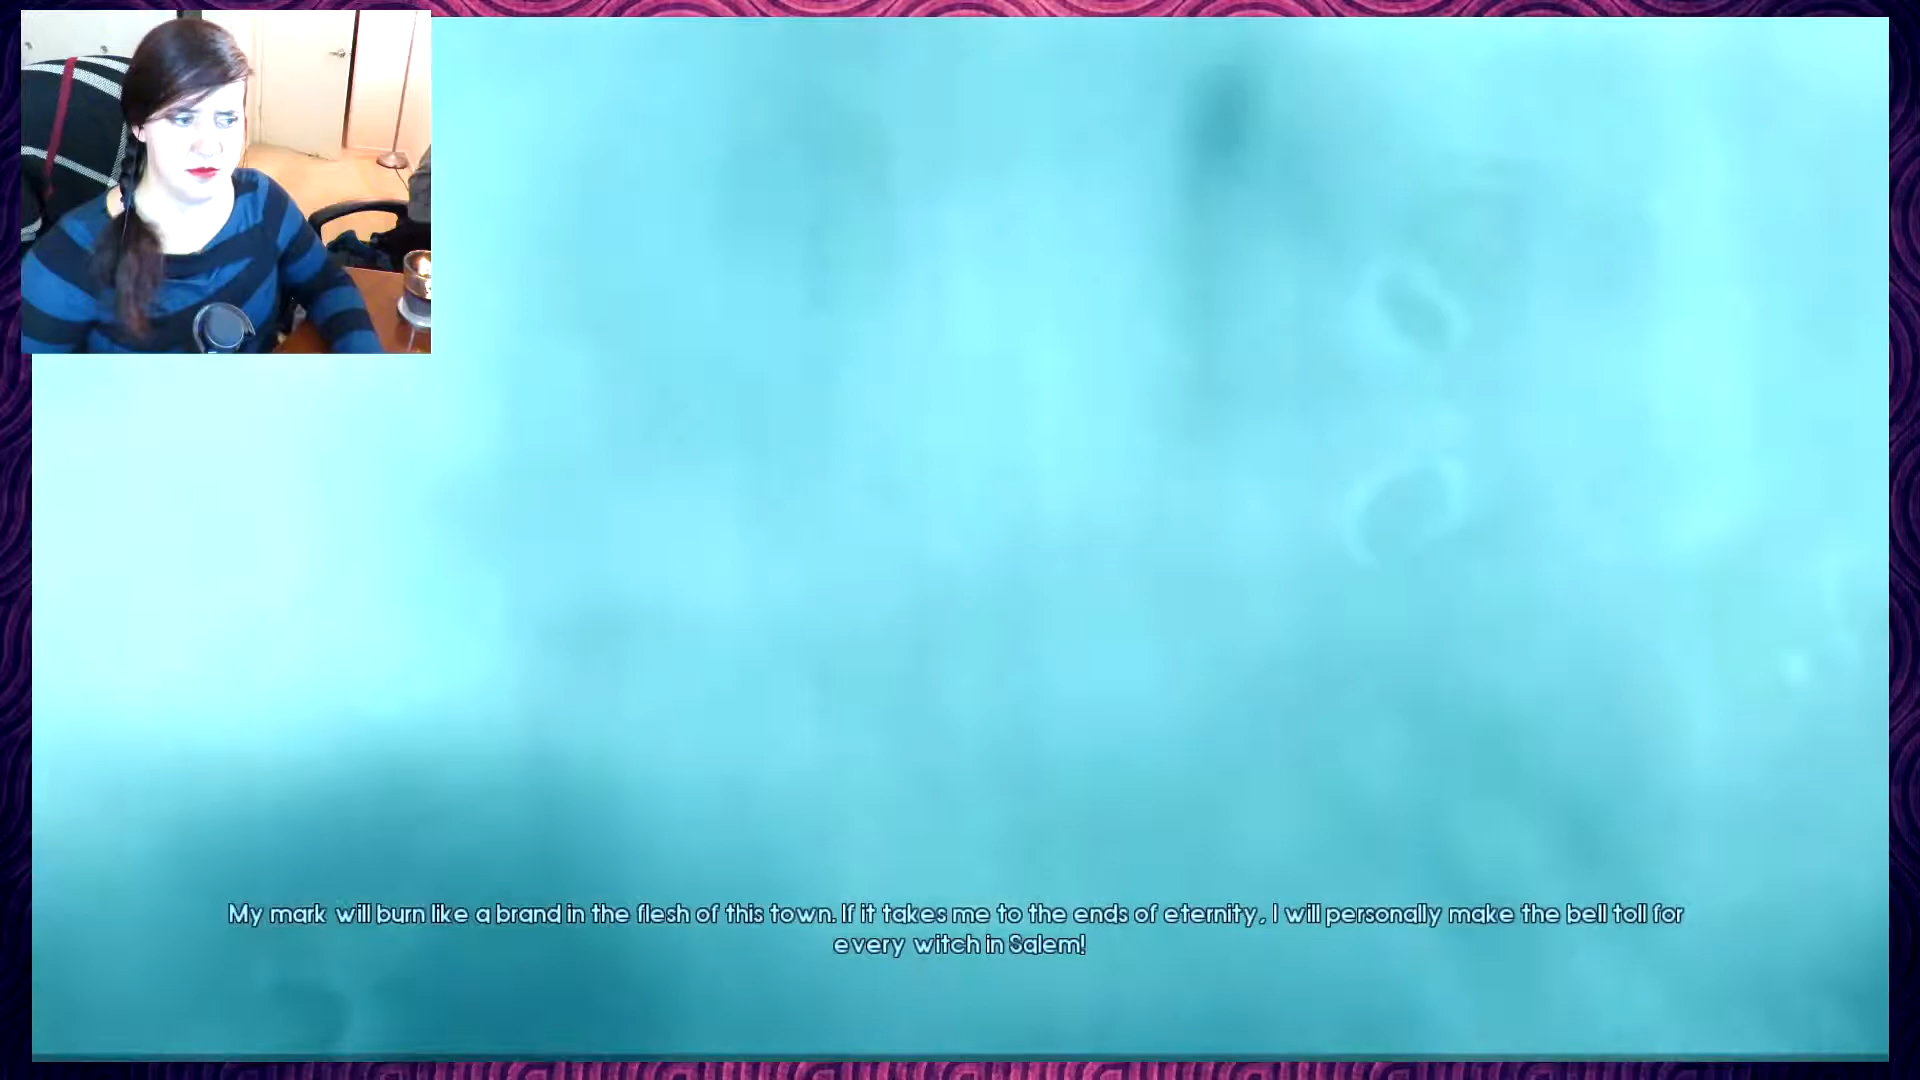 My mark will burn like a brand in the flesh of this town. If it takes me to the ends of eternity, I will personally make the bell toll for
every witch in Salem!